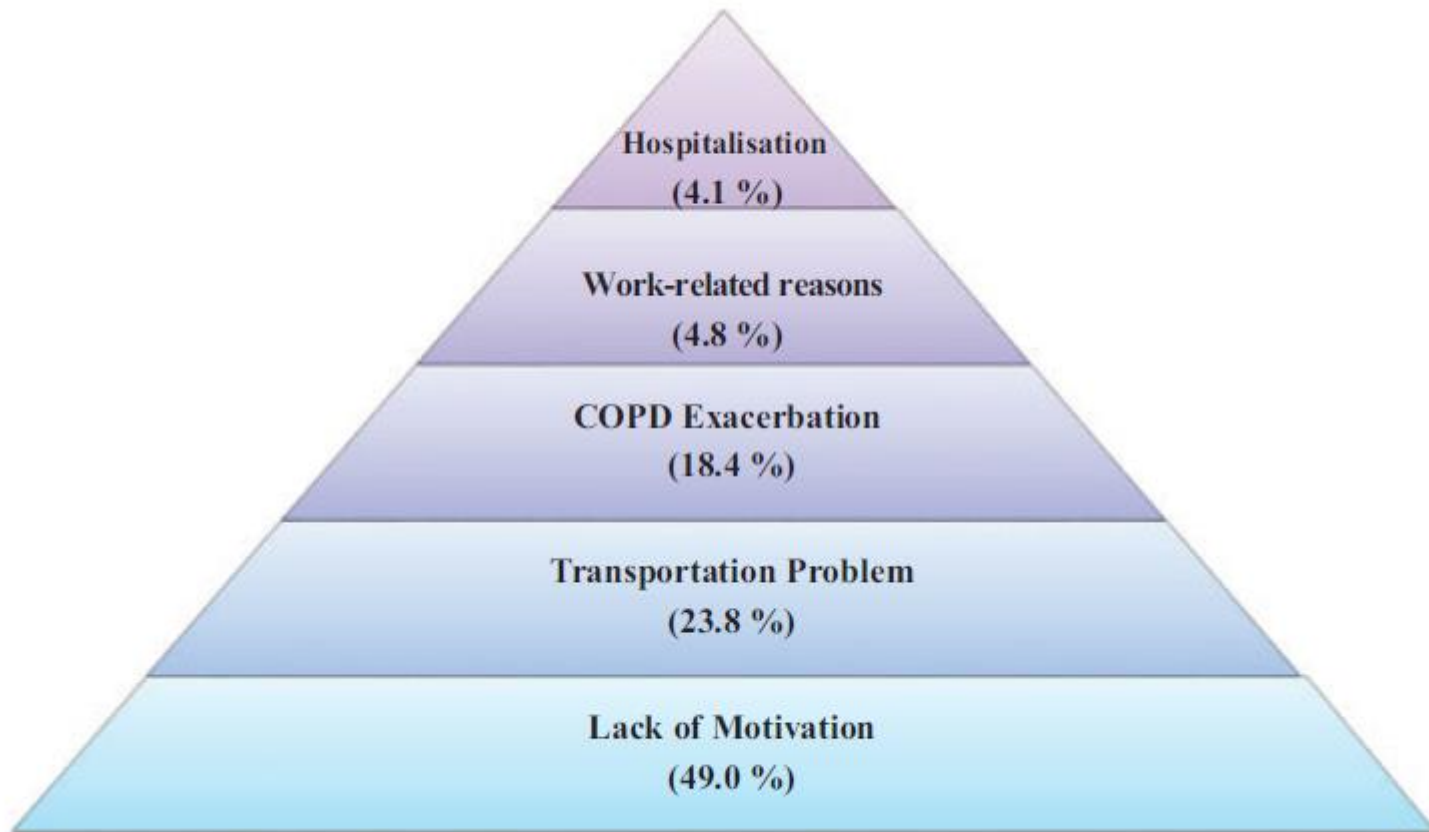 Hospitalisation
(4.1 %)
Work-related reasons
(4.8 %)
COPD Exacerbation
(18.4 %)
Transportation Problem
(23.8 %)
Lack of Motivation
(49.0 %)